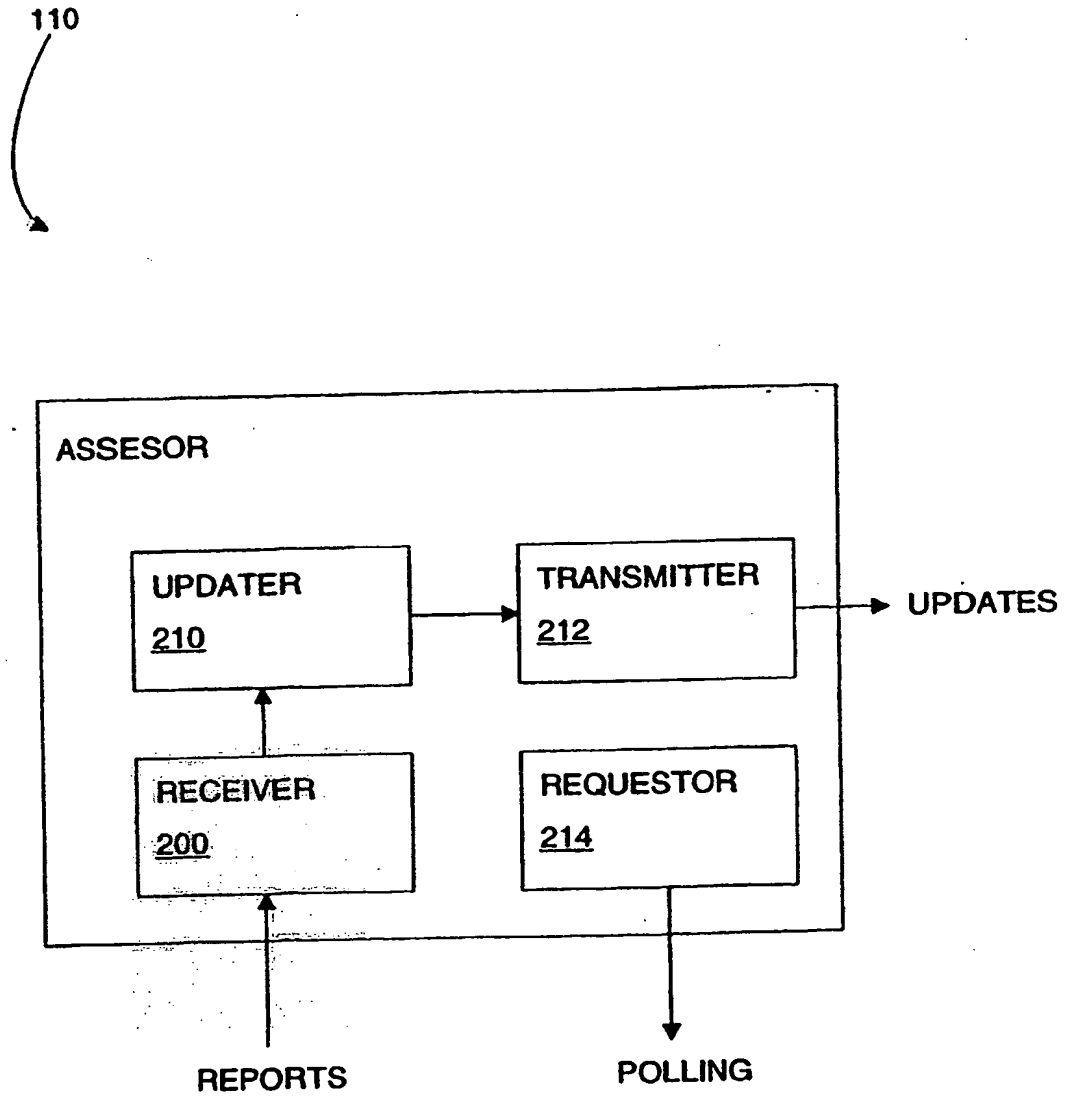 110
ASSESOR
UPDATER
210
TRANSMITTER
212
UPDATES
RECEIVER
200
REQUESTOR
214
REPORTS
POLLING